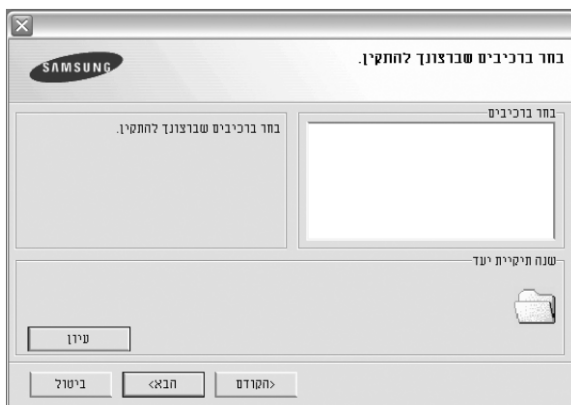 SAMSUNG
בחר ברכיבים שברצונך להתקין.
בחר ברכיבים
בחר ברכיבים שברצונך להתקין.
שנה תיקיית יעד
עיון
<הקודם
הבא>
ביטול